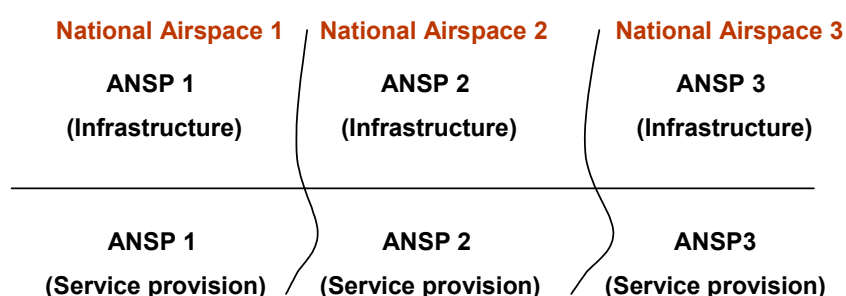 National Airspace 1 National Airspace 2 National Airspace 3
ANSP 1 ANSP 2 ANSP 3
(Infrastructure) (Infrastructure) (Infrastructure)
ANSP 1 ANSP 2 ANSP3
(Service provision) (Service provision) (Service provision)